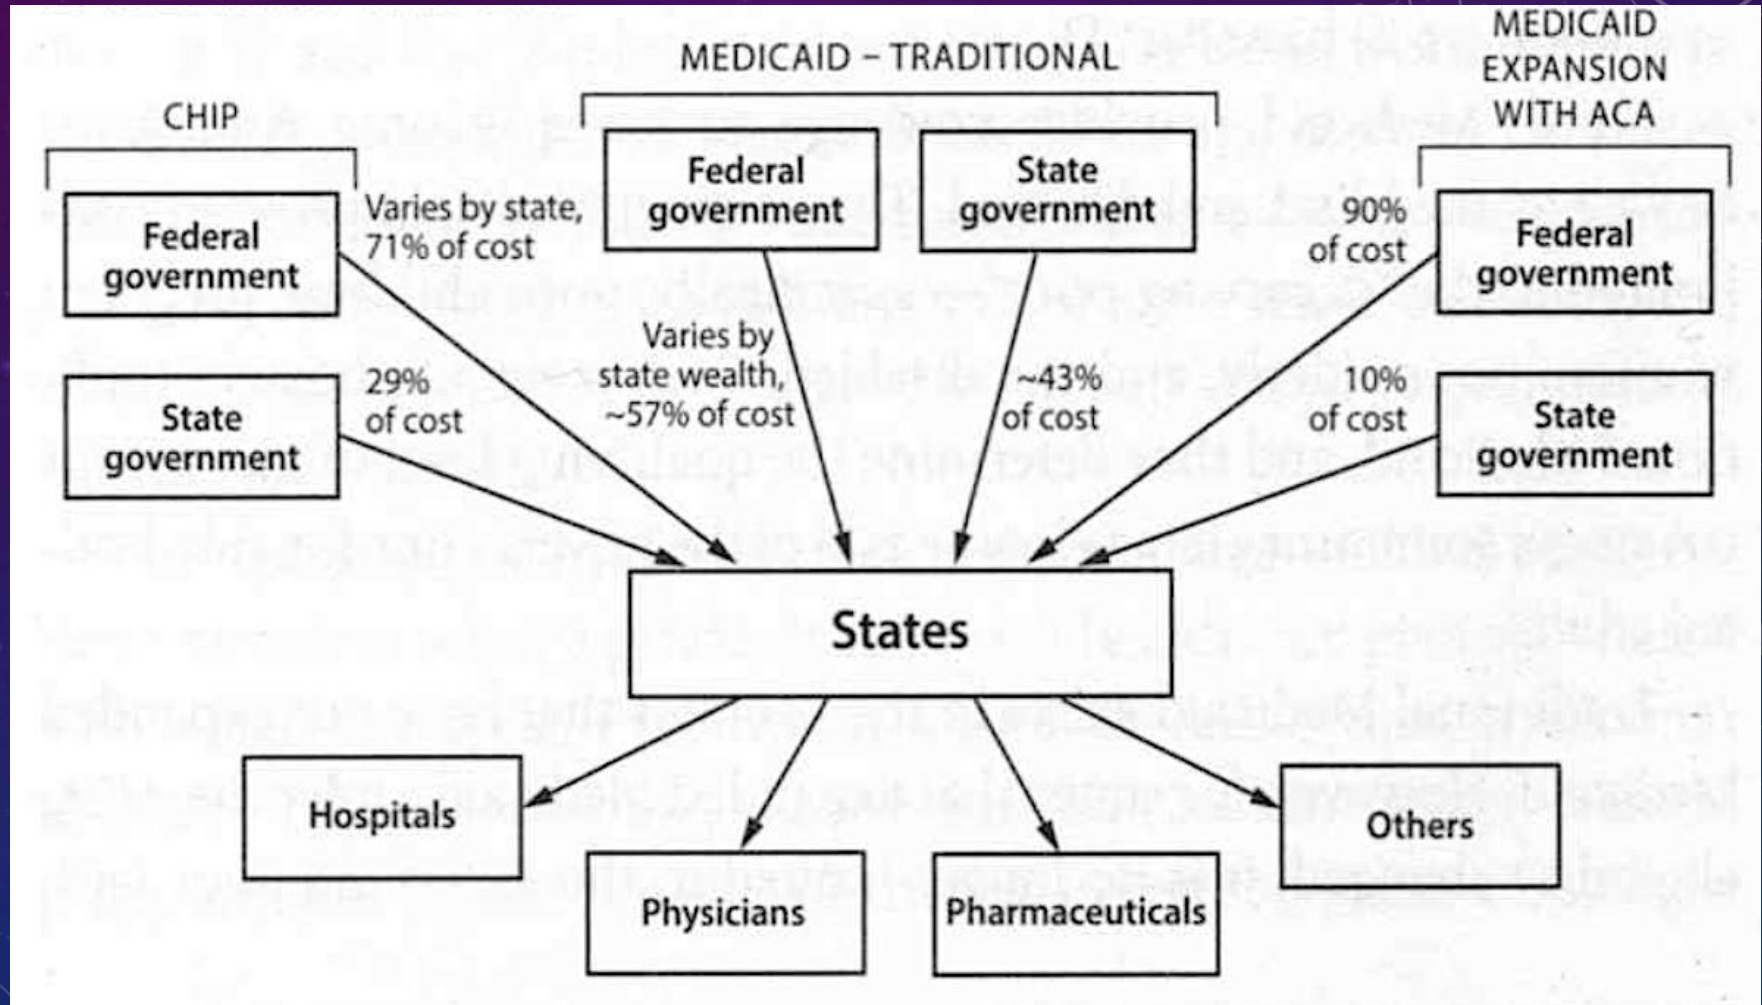 CHIP
Federal
government
Varies by state,
71% of cost
State
government
29%
of cost
MEDICAID – TRADITIONAL
Federal
government
State
government
Varies by
state wealth,
~57% of cost
~43%
of cost
MEDICAID
EXPANSION
WITH ACA
90%
of cost
Federal
government
10%
of cost
State
government
States
Hospitals
Physicians
Pharmaceuticals
Others